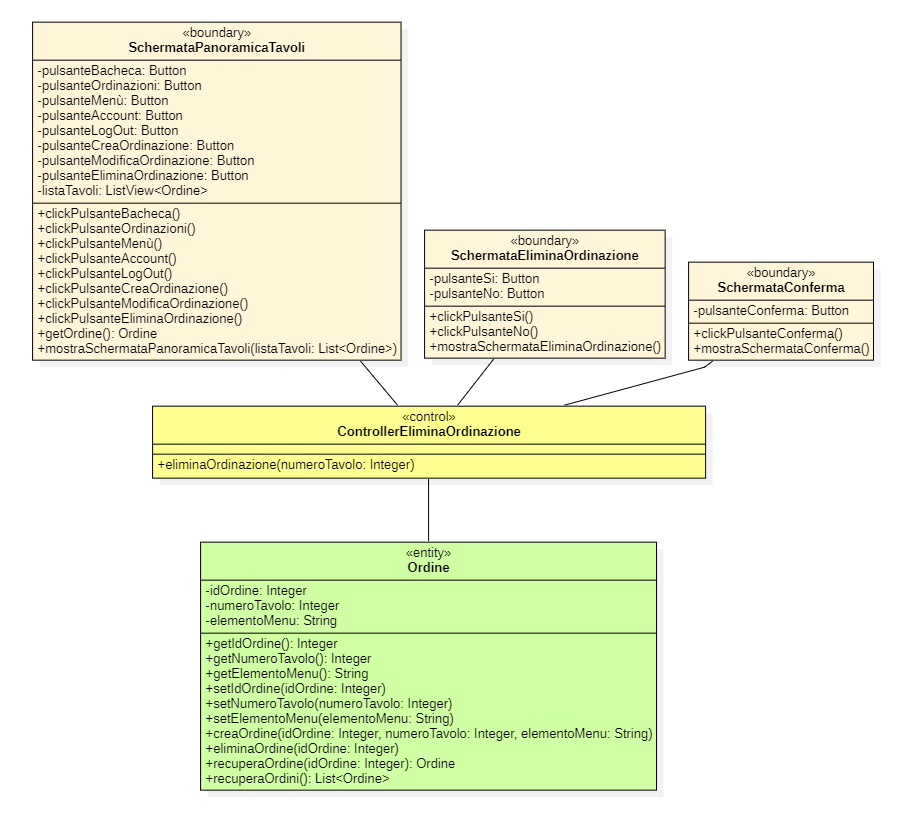 «boundary»
SchermataPanoramicaTavoli
-pulsanteBacheca: Button
-pulsanteOrdinazioni: Button
-pulsanteMenù: Button
-pulsanteAccount: Button
-pulsanteLogOut: Button
-pulsanteCreaOrdinazione: Button
-pulsanteModificaOrdinazione: Button
-pulsanteEliminaOrdinazione: Button
-listaTavoli: ListView<Ordine>
+clickPulsanteBacheca()
+clickPulsanteOrdinazioni()
+clickPulsanteMenù()
+clickPulsanteAccount()
+clickPulsanteLogOut()
+clickPulsanteCreaOrdinazione()
+clickPulsanteModificaOrdinazione()
+clickPulsanteEliminaOrdinazione()
+getOrdine(): Ordine
+mostraSchermataPanoramicaTavoli(listaTavoli: List<Ordine>)
«boundary»
SchermataEliminaOrdinazione
-pulsanteSi: Button
-pulsanteNo: Button
+clickPulsanteSi()
+clickPulsanteNo()
+mostraSchermataEliminaOrdinazione()
«boundary»
SchermataConferma
-pulsanteConferma: Button
+clickPulsanteConferma()
+mostraSchermataConferma()
«control»
ControllerEliminaOrdinazione
+eliminaOrdinazione(numeroTavolo: Integer)
«entity»
Ordine
-idOrdine: Integer
-numeroTavolo: Integer
-elementoMenu: String
+getIdOrdine(): Integer
+getNumeroTavolo(): Integer
+getElementoMenu(): String
+setIdOrdine(idOrdine: Integer)
+setNumeroTavolo(numeroTavolo: Integer)
+setElementoMenu(elementoMenu: String)
+creaOrdine(idOrdine: Integer, numeroTavolo: Integer, elementoMenu: String)
+eliminaOrdine(idOrdine: Integer)
+recuperaOrdine(idOrdine: Integer): Ordine
+recuperaOrdini(): List<Ordine>